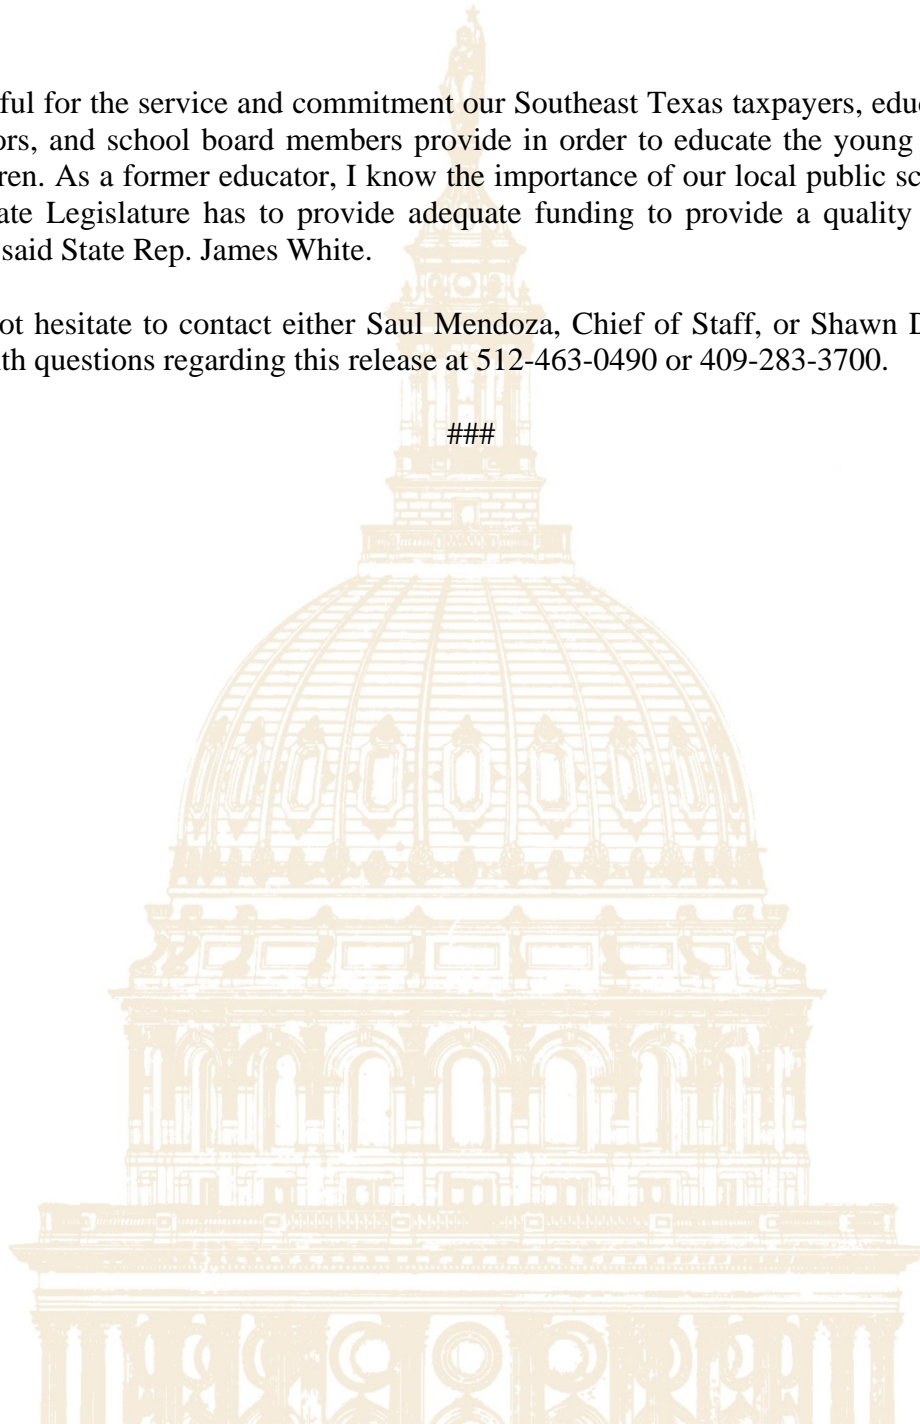 ful for the service and commitment our Southeast Texas taxpayers, educ
ors, and school board members provide in order to educate the young
ren. As a former educator, I know the importance of our local public sc
ate Legislature has to provide adequate funding to provide a quality
said State Rep. James White.
ot hesitate to contact either Saul Mendoza, Chief of Staff, or Shawn D
ith questions regarding this release at 512-463-0490 or 409-283-3700.
###